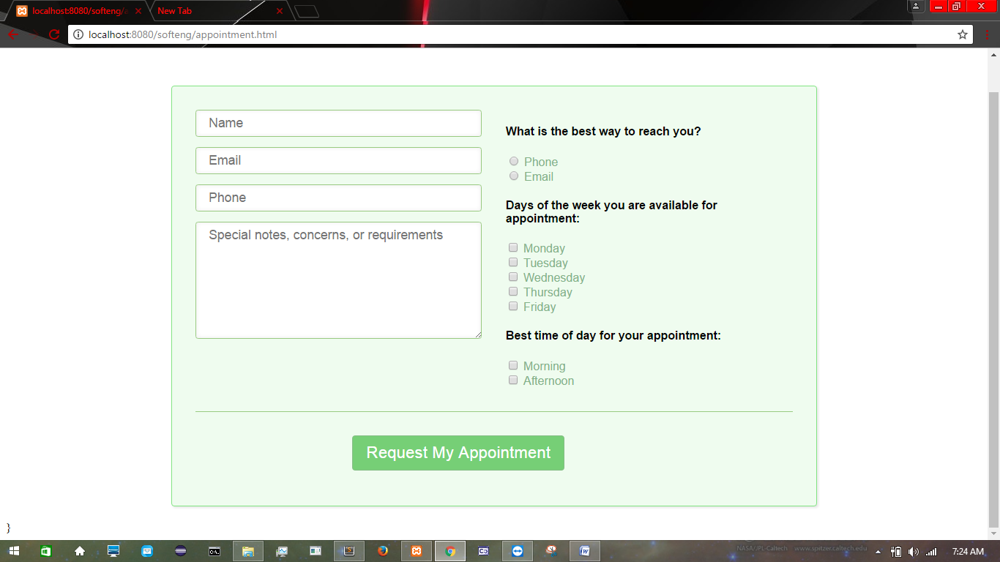 localhost:8080/softeng/a
New Tab
localhost:8080/softeng/appointment.html
Name
Email
Phone
Special notes, concerns, or requirements
What is the best way to reach you?
Phone
Email
Days of the week you are available for
appointment:
Monday
Tuesday
Wednesday
Thursday
Friday
Best time of day for your appointment:
Morning
Afternoon
Request My Appointment
}
NASA/JPL-Caltech www.spitzer.caltech.edu
7:24 AM